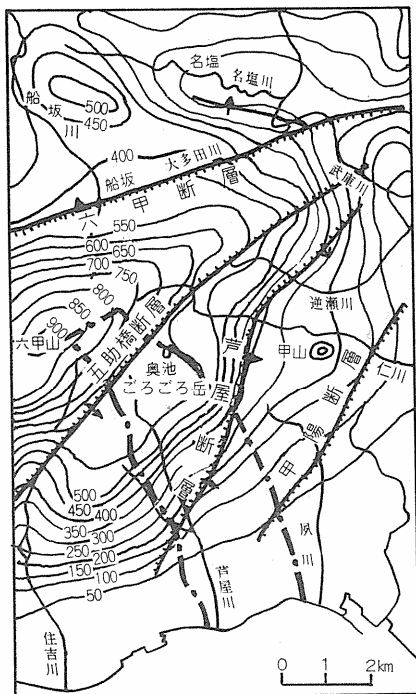 名塩
名塩川
船坂川
500
450
400
太多田川
船坂
武庫川
六甲断層
550
600
650
700
750
800
850
900
六甲山
五助橋断層
逆瀬川
芦屋断層
甲山
仁川
奥池
ごろごろ岳
甲陽断層
500
450
400
350
300
250
200
150
100
50
夙川
芦屋川
住吉川
0 1 2km